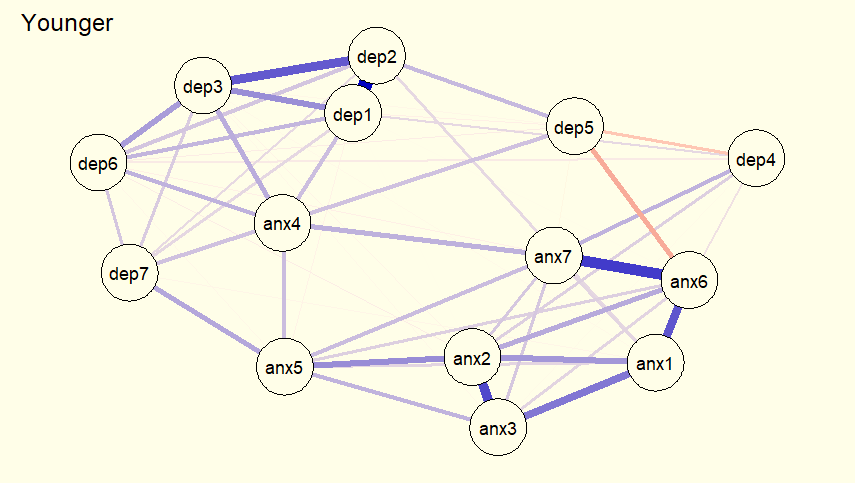 Younger
dep2
dep3
dep1
dep5
dep4
dep6
anx4
anx7
dep7
anx6
anx2
anx1
anx5
anx3